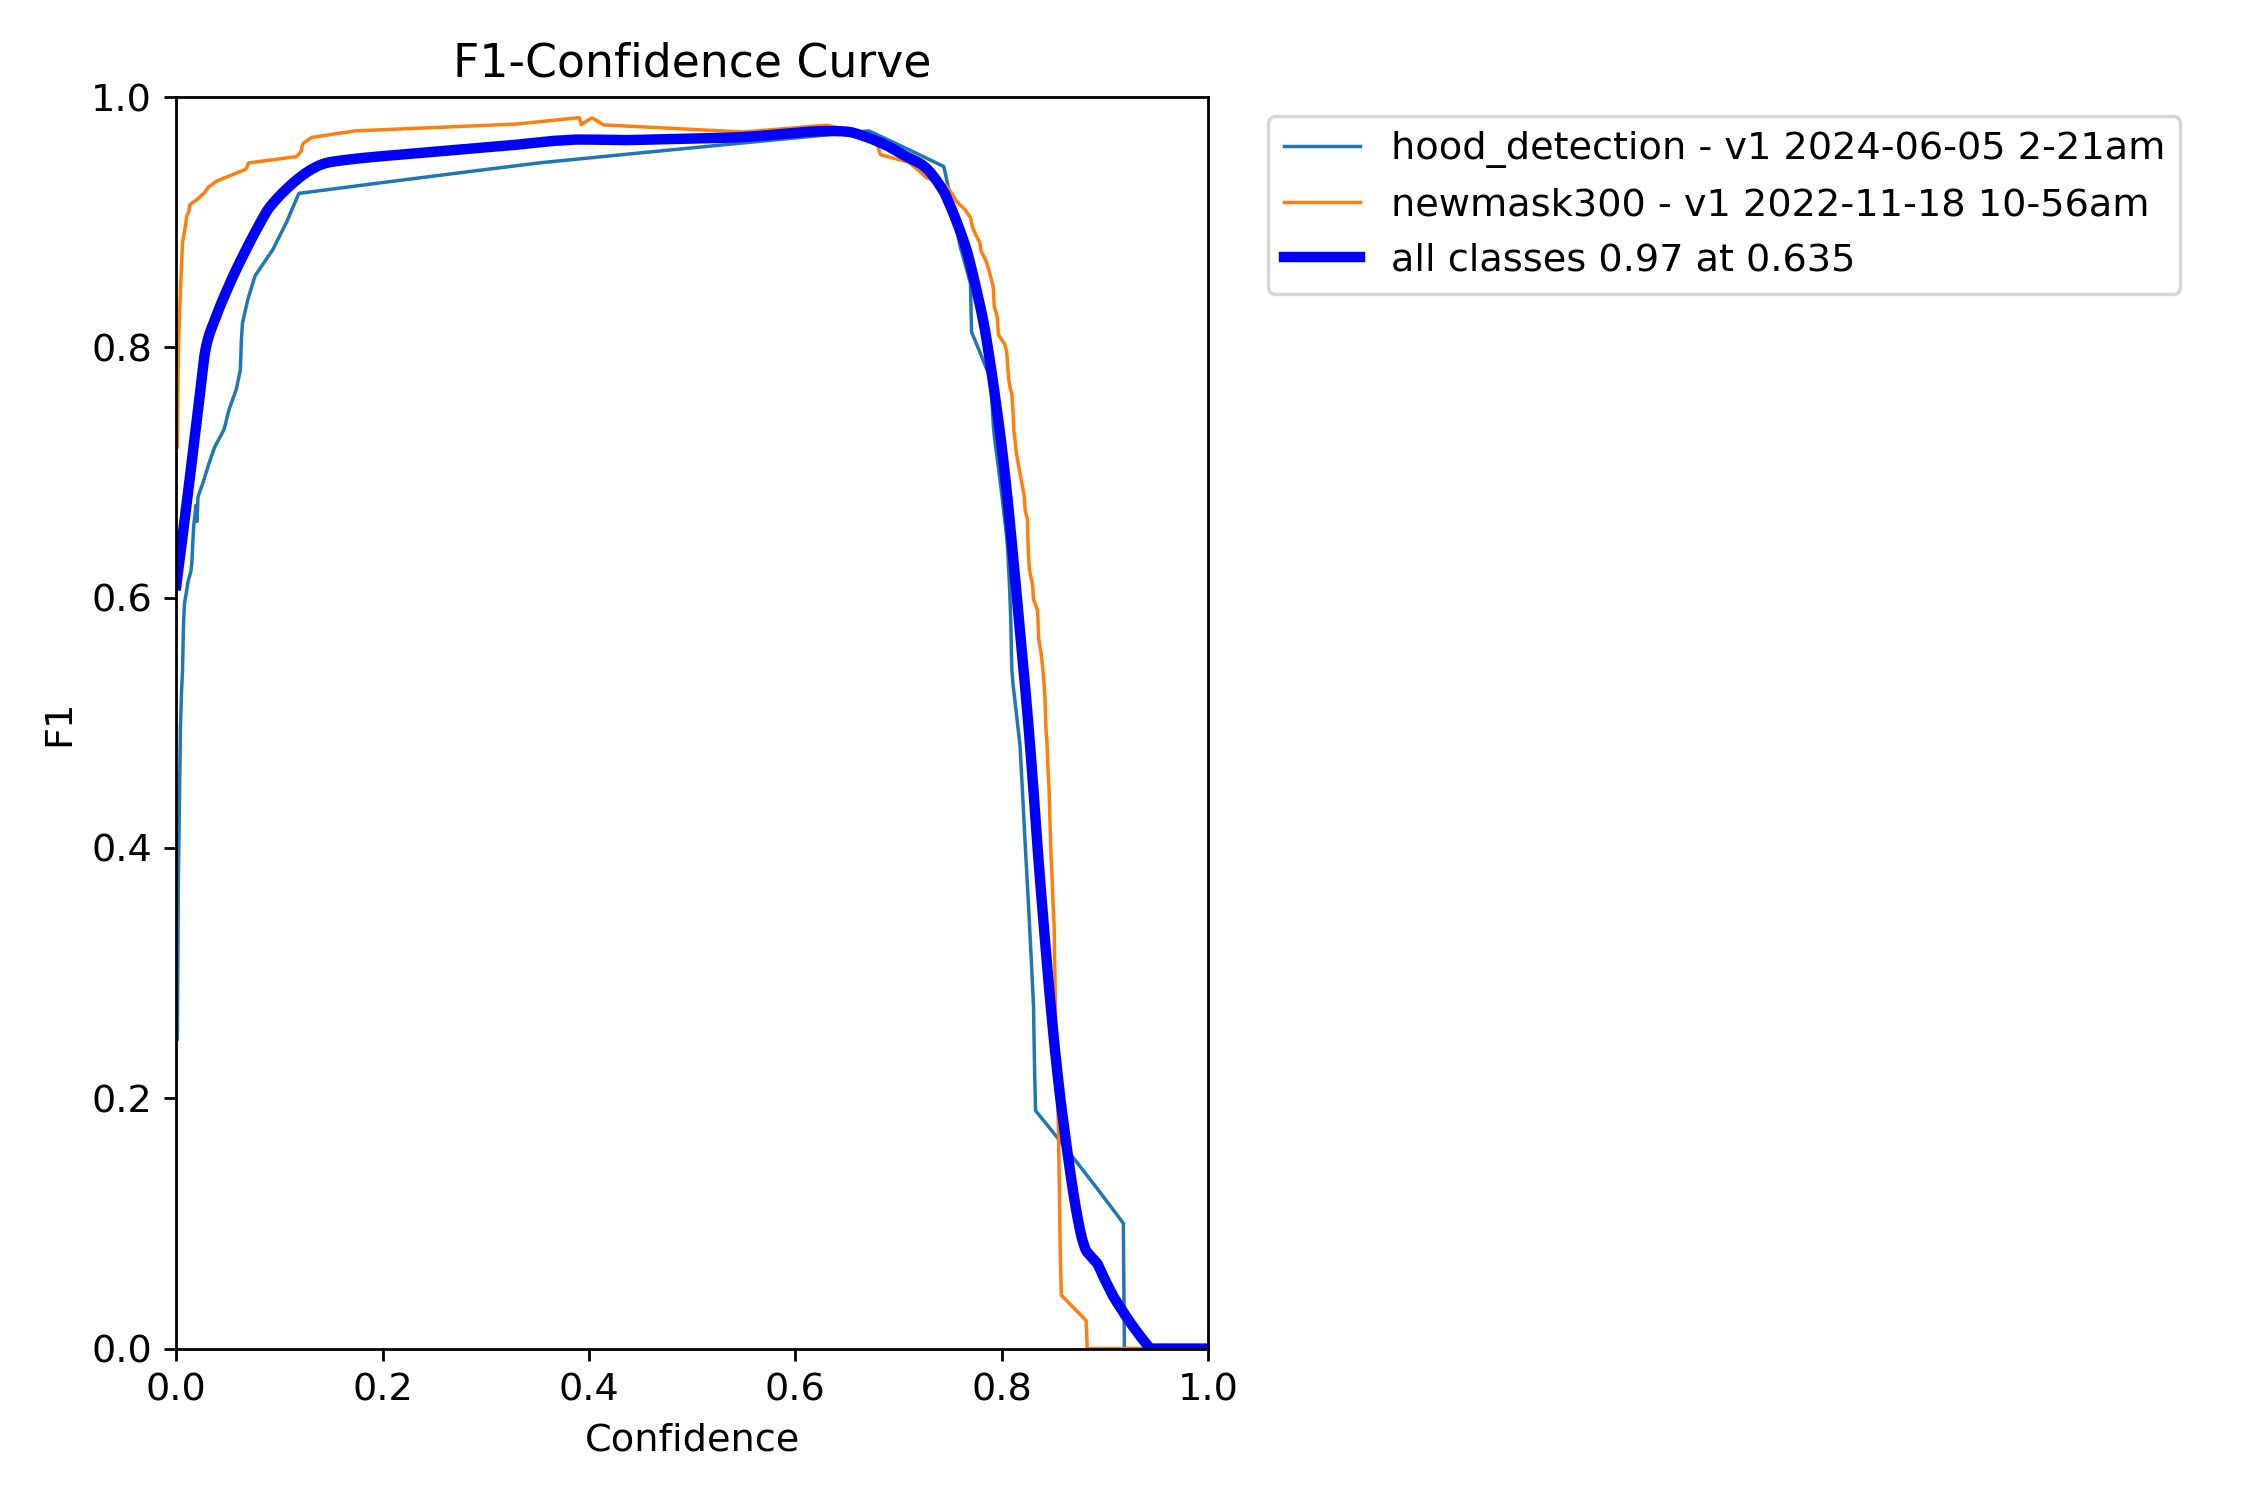 F1-Confidence Curve
1.0
0.8
0.6
0.4
0.2
0.0
F1
0.0 0.2 0.4 0.6 0.8 1.0
Confidence
hood_detection - v1 2024-06-05 2-21am
newmask300 - v1 2022-11-18 10-56am
all classes 0.97 at 0.635